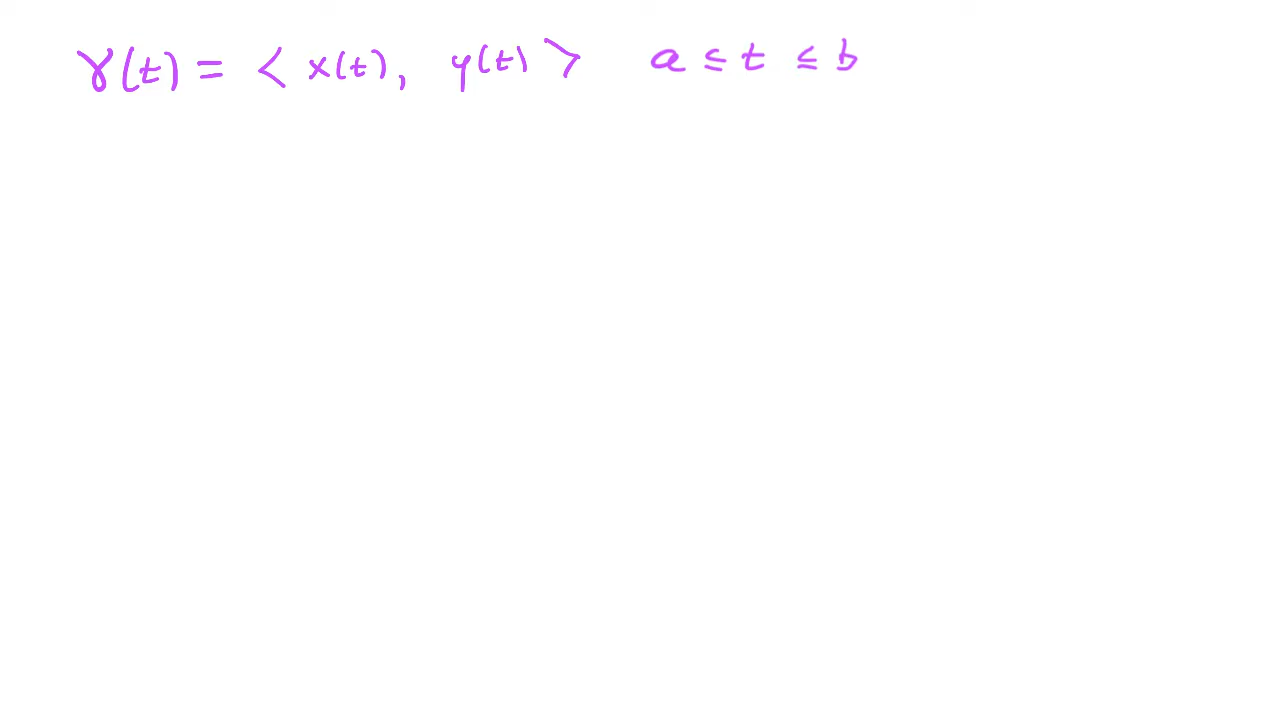 γ(t) = < x(t), y(t) > a ≤ t ≤ b